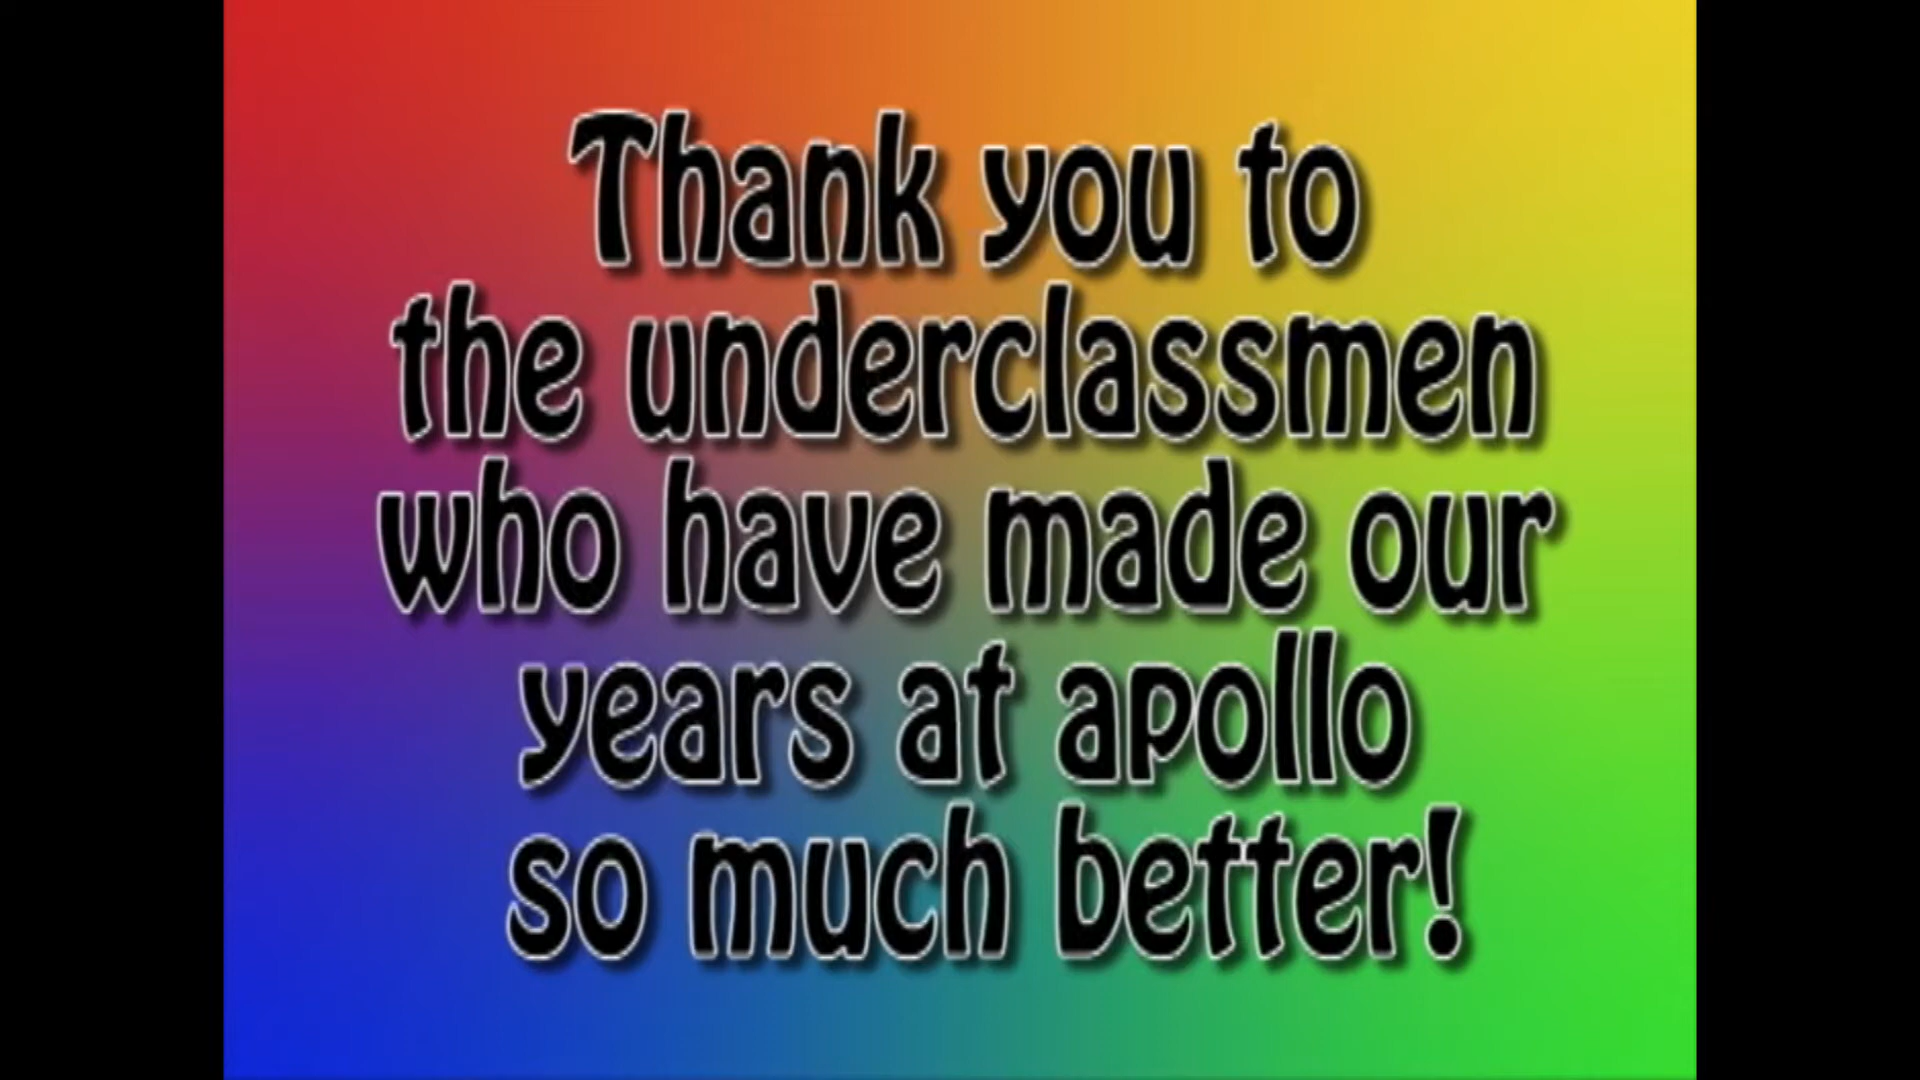 Thank you to
the underclassmen
who have made our
years at apollo
so much better!